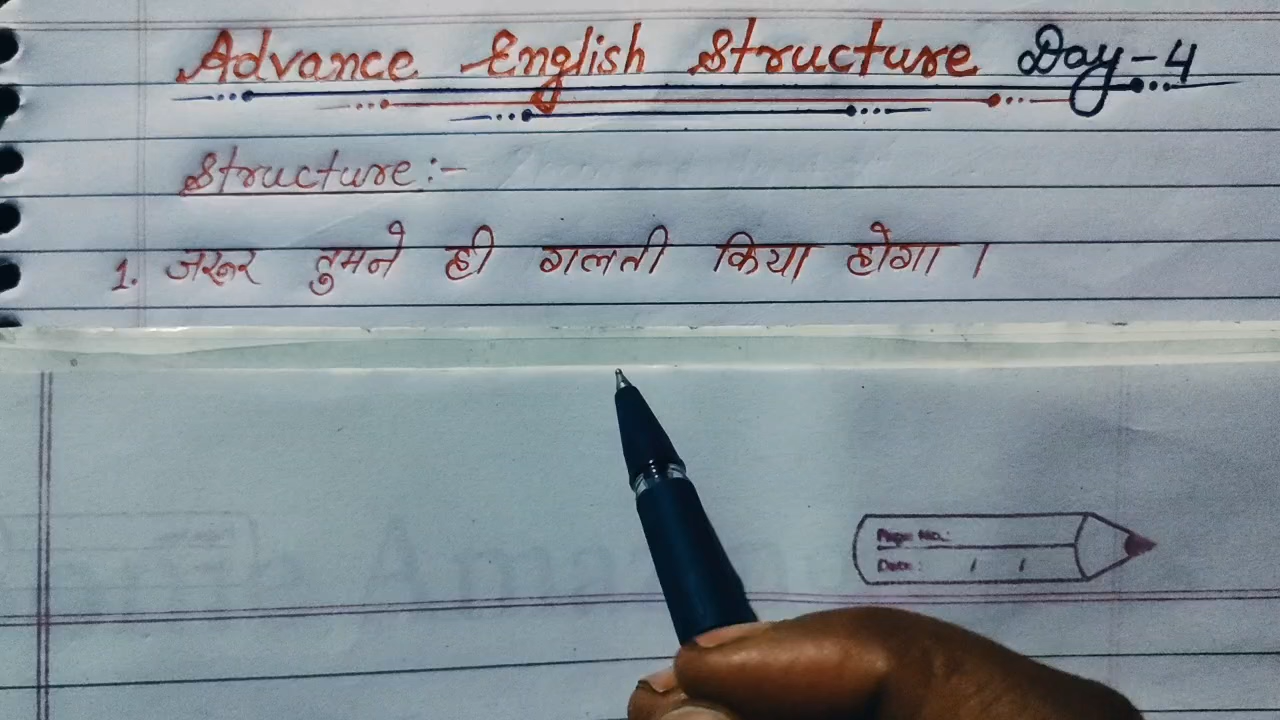 Advance English Structure Day-4
Structure:-
1. जरूर तुमने ही गलती किया होगा ।
Page No.:
Date: / /